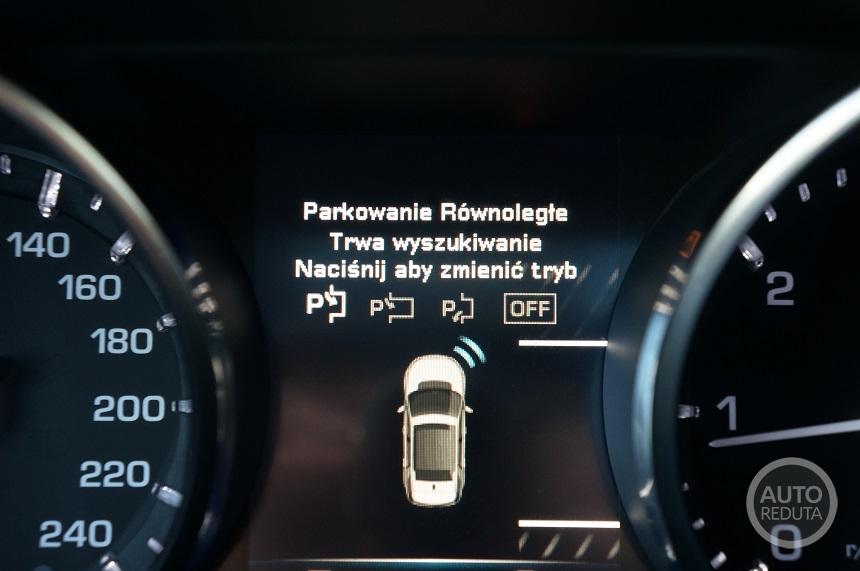 Parkowanie Równoległe
Trwa wyszukiwanie
Naciśnij aby zmienić tryb
P P P OFF
140
160
180
200
220
240
2
1
0
AUTO
REDUTA